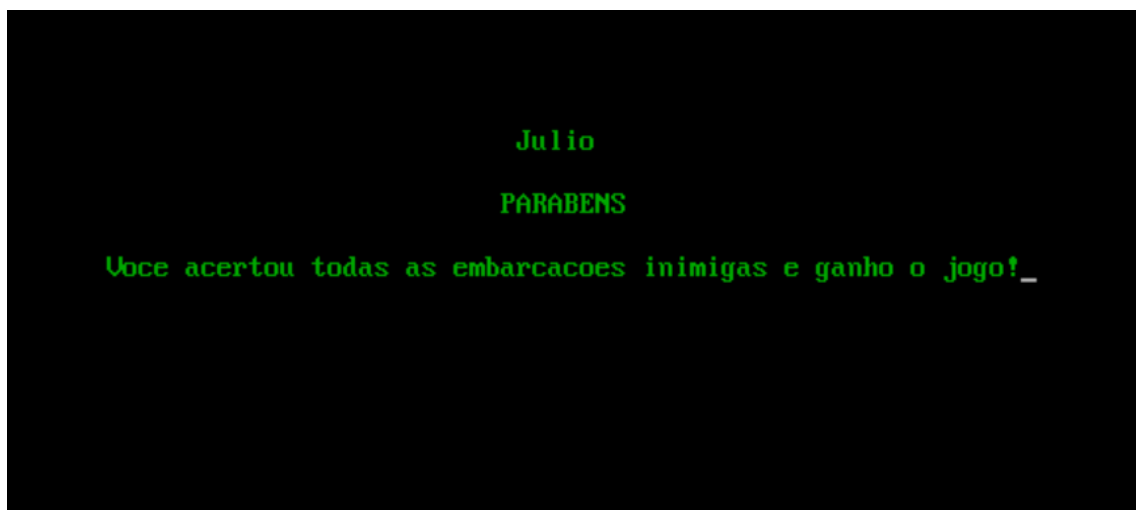 Julio
PARABENS
Voce acertou todas as embarcacoes inimigas e ganho o jogo!_